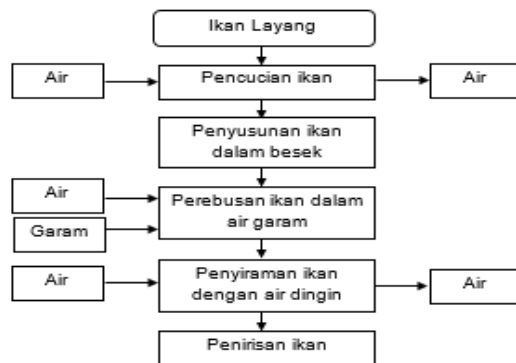 Ikan Layang
Air
Pencucian ikan
Air
Penyusunan ikan
dalam besek
Air
Garam
Perebusan ikan dalam
air garam
Air
Penyiraman ikan
dengan air dingin
Air
Penirisan ikan